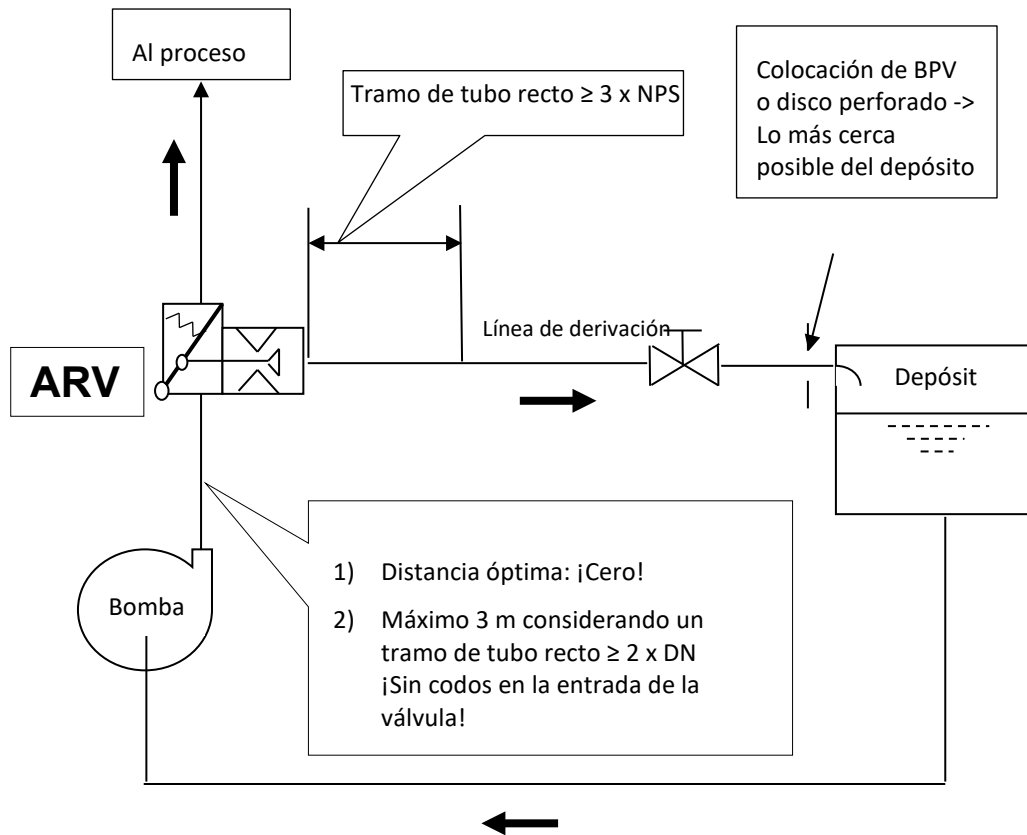 Al proceso
Tramo de tubo recto ≥ 3 x NPS
Colocación de BPV
o disco perforado ->
Lo más cerca
posible del depósito
Línea de derivación
ARV
Depósit
Bomba
1) Distancia óptima: ¡Cero!
2) Máximo 3 m considerando un
tramo de tubo recto ≥ 2 x DN
¡Sin codos en la entrada de la
válvula!